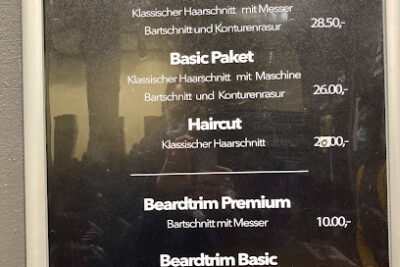 Klassischer Haarschnitt mit Messer
Bartschnitt und Konturenrasur 28.50,-
Basic Paket
Klassischer Haarschnitt mit Maschine
Bartschnitt und Konturenrasur 26.00,-
Haircut
Klassischer Haarschnitt
Beardtrim Premium
Bartschnitt mit Messer 10.00,-
Beardtrim Basic